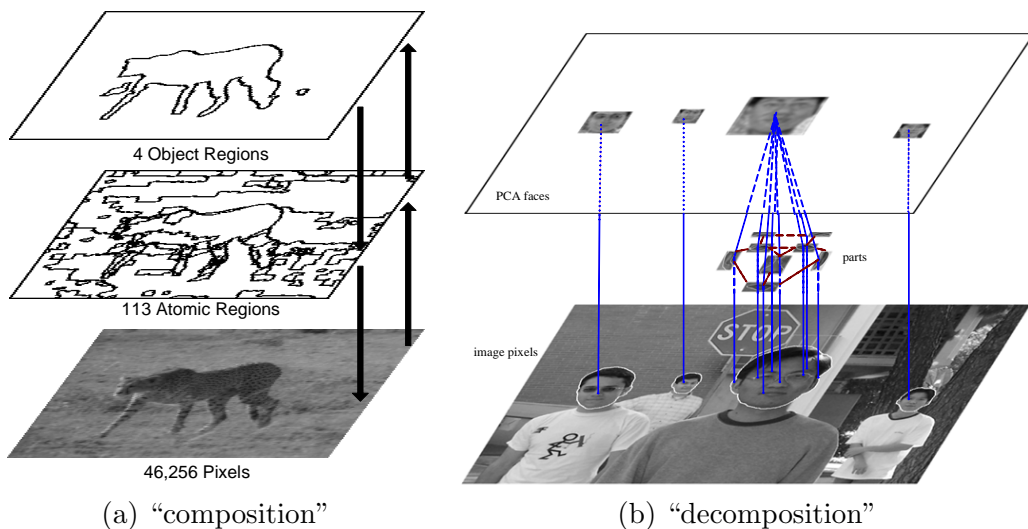 4 Object Regions
113 Atomic Regions
46,256 Pixels
(a) “composition”
PCA faces
parts
image pixels
STOP
(b) “decomposition”